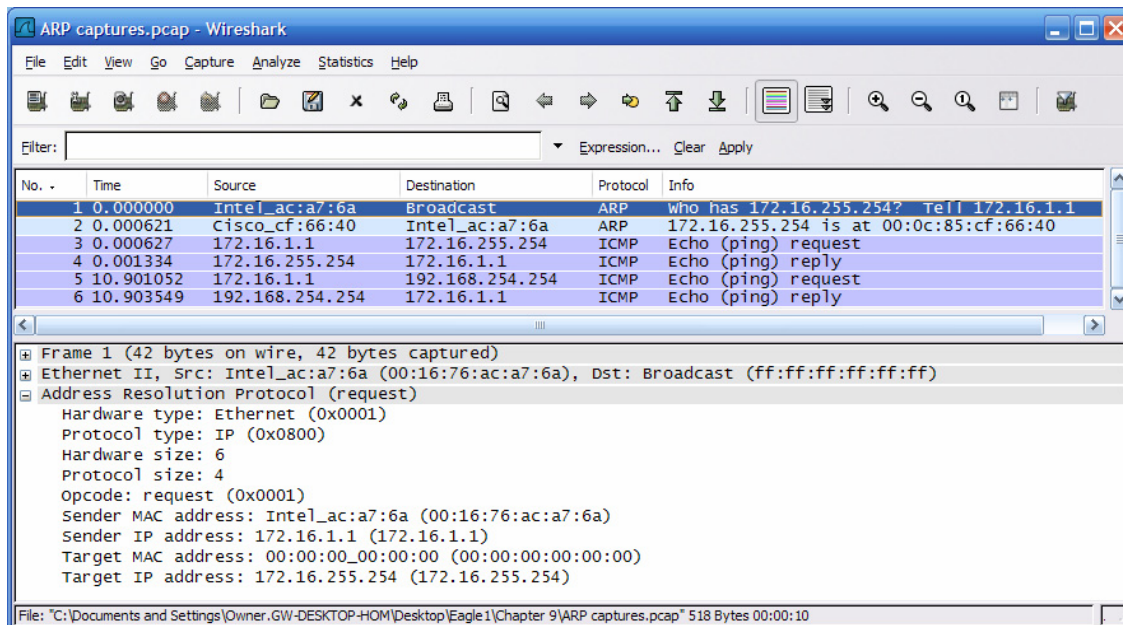 ARP captures.pcap - Wireshark
File Edit View Go Capture Analyze Statistics Help
Filter: Expression... Clear Apply
No. Time Source Destination Protocol Info
1 0.000000 Intel_ac:a7:6a Broadcast ARP Who has 172.16.255.254? Tell 172.16.1.1
2 0.000621 Cisco_cf:66:40 Intel_ac:a7:6a ARP 172.16.255.254 is at 00:0c:85:cf:66:40
3 0.000627 172.16.1.1 172.16.255.254 ICMP Echo (ping) request
4 0.001334 172.16.255.254 172.16.1.1 ICMP Echo (ping) reply
5 10.901052 172.16.1.1 192.168.254.254 ICMP Echo (ping) request
6 10.903549 192.168.254.254 172.16.1.1 ICMP Echo (ping) reply
Frame 1 (42 bytes on wire, 42 bytes captured)
Ethernet II, Src: Intel_ac:a7:6a (00:16:76:ac:a7:6a), Dst: Broadcast (ff:ff:ff:ff:ff:ff)
Address Resolution Protocol (request)
Hardware type: Ethernet (0x0001)
Protocol type: IP (0x0800)
Hardware size: 6
Protocol size: 4
Opcode: request (0x0001)
Sender MAC address: Intel_ac:a7:6a (00:16:76:ac:a7:6a)
Sender IP address: 172.16.1.1 (172.16.1.1)
Target MAC address: 00:00:00_00:00:00 (00:00:00:00:00:00)
Target IP address: 172.16.255.254 (172.16.255.254)
File: "C:\Documents and Settings\Owner.GW-DESKTOP-HOM\Desktop\Eagle1\Chapter 9\ARP captures.pcap" 518 Bytes 00:00:10